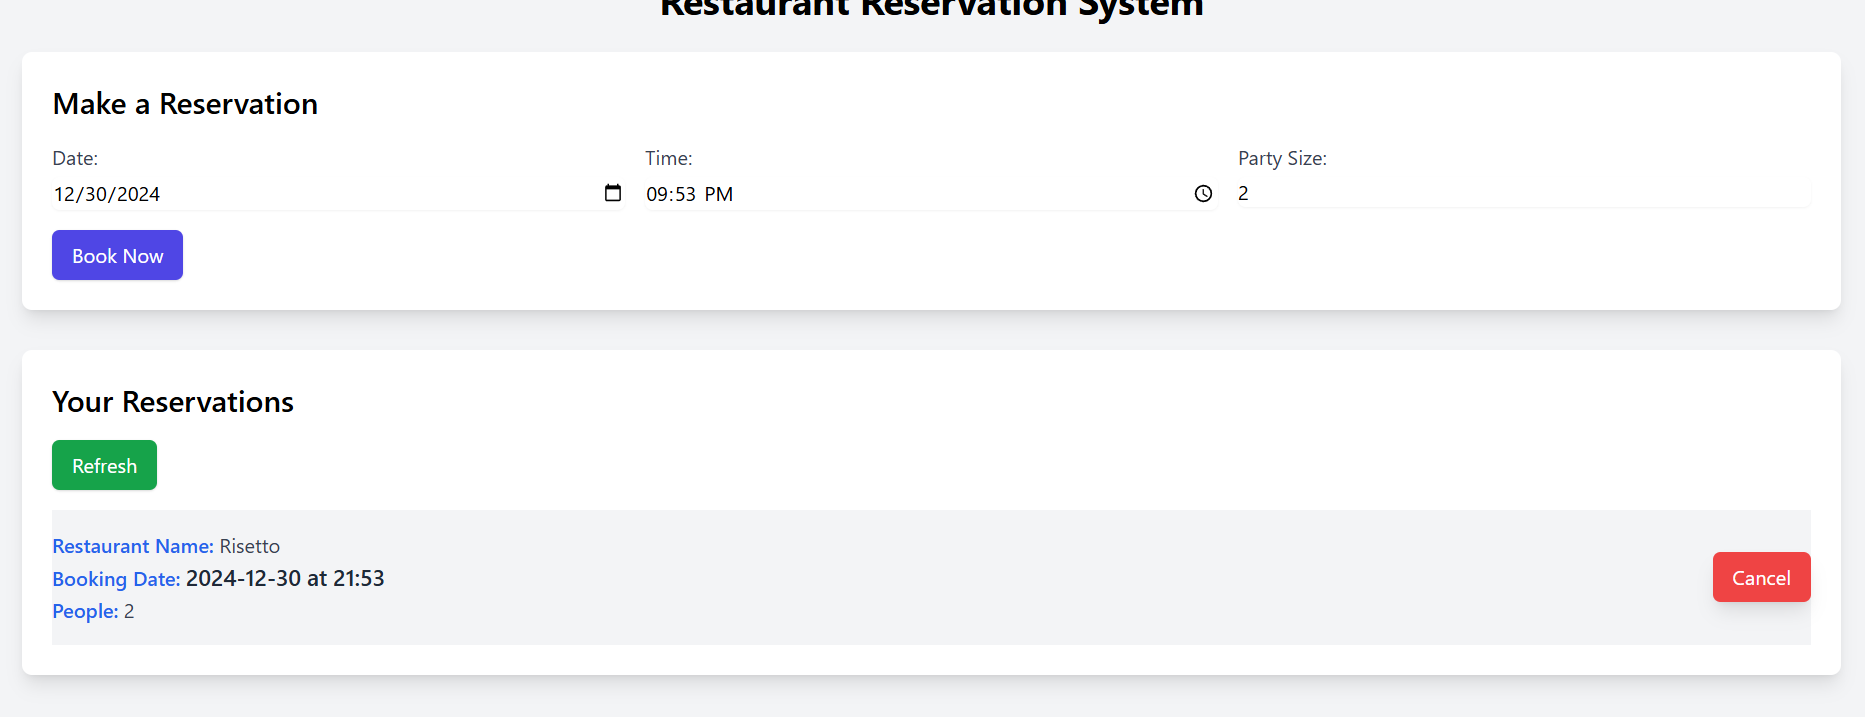 Restaurant Reservation System
Make a Reservation
Date: Time: Party Size:
12/30/2024 09:53 PM 2
Book Now
Your Reservations
Refresh
Restaurant Name: Risetto
Booking Date: 2024-12-30 at 21:53
People: 2
Cancel